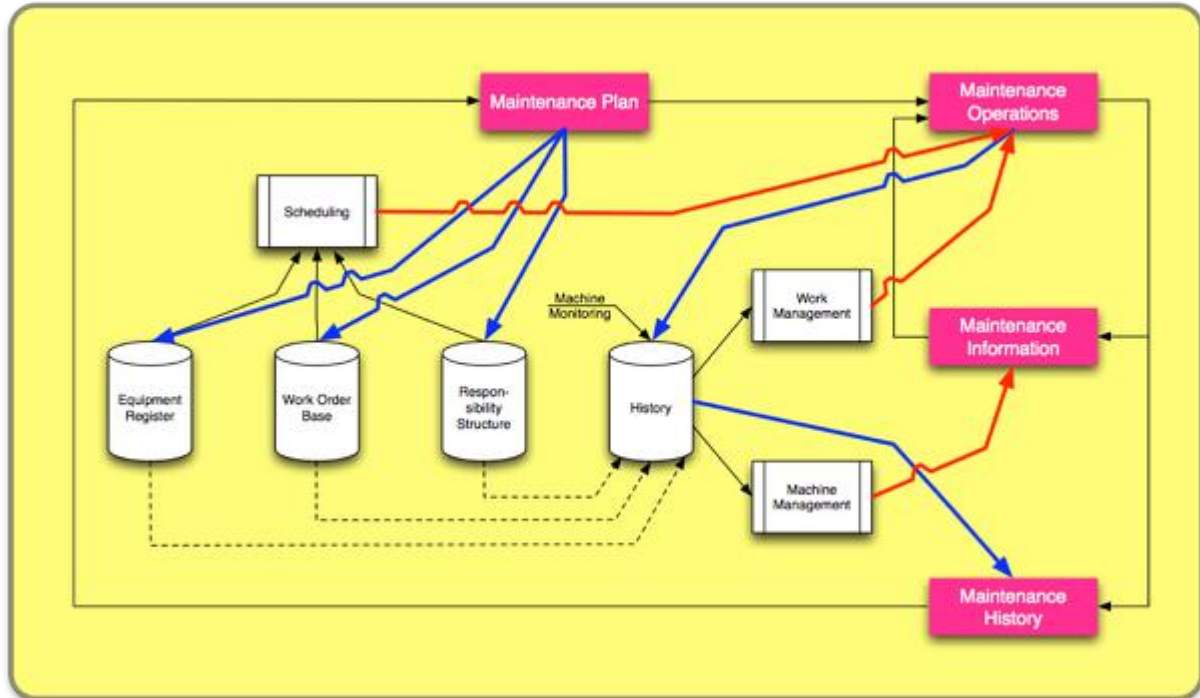 Maintenance Plan
Maintenance
Operations
Scheduling
Machine
Monitoring
Work
Management
Maintenance
Information
Equipment
Register
Work Order
Base
Respon-
sibility
Structure
History
Machine
Management
Maintenance
History